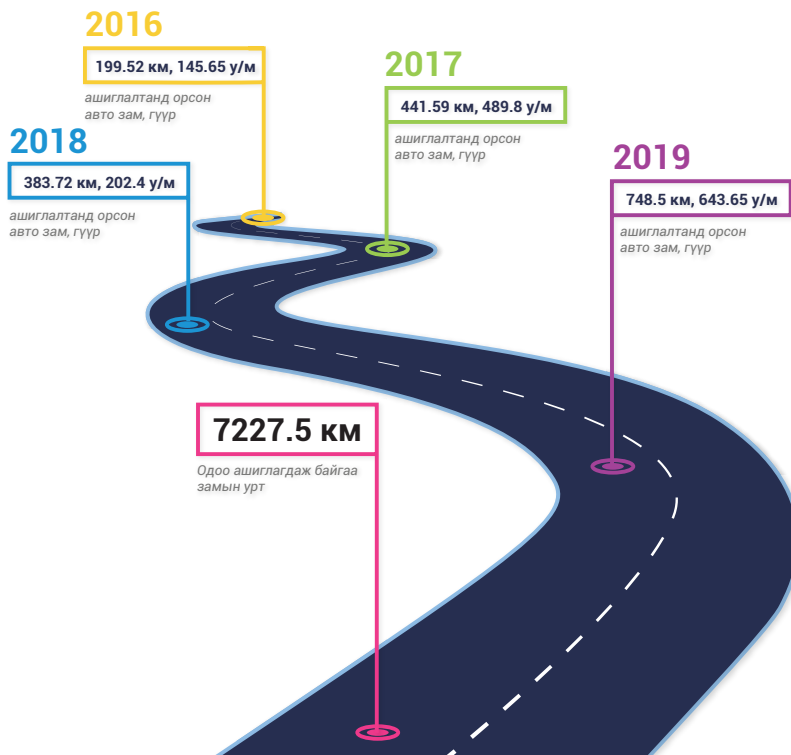 2016
199.52 км, 145.65 у/м
ашиглалтанд орсон
авто зам, гүүр
2017
441.59 км, 489.8 у/м
ашиглалтанд орсон
авто зам, гүүр
2018
383.72 км, 202.4 у/м
ашиглалтанд орсон
авто зам, гүүр
2019
748.5 км, 643.65 у/м
ашиглалтанд орсон
авто зам, гүүр
7227.5 км
Одоо ашиглагдаж байгаа
замын урт